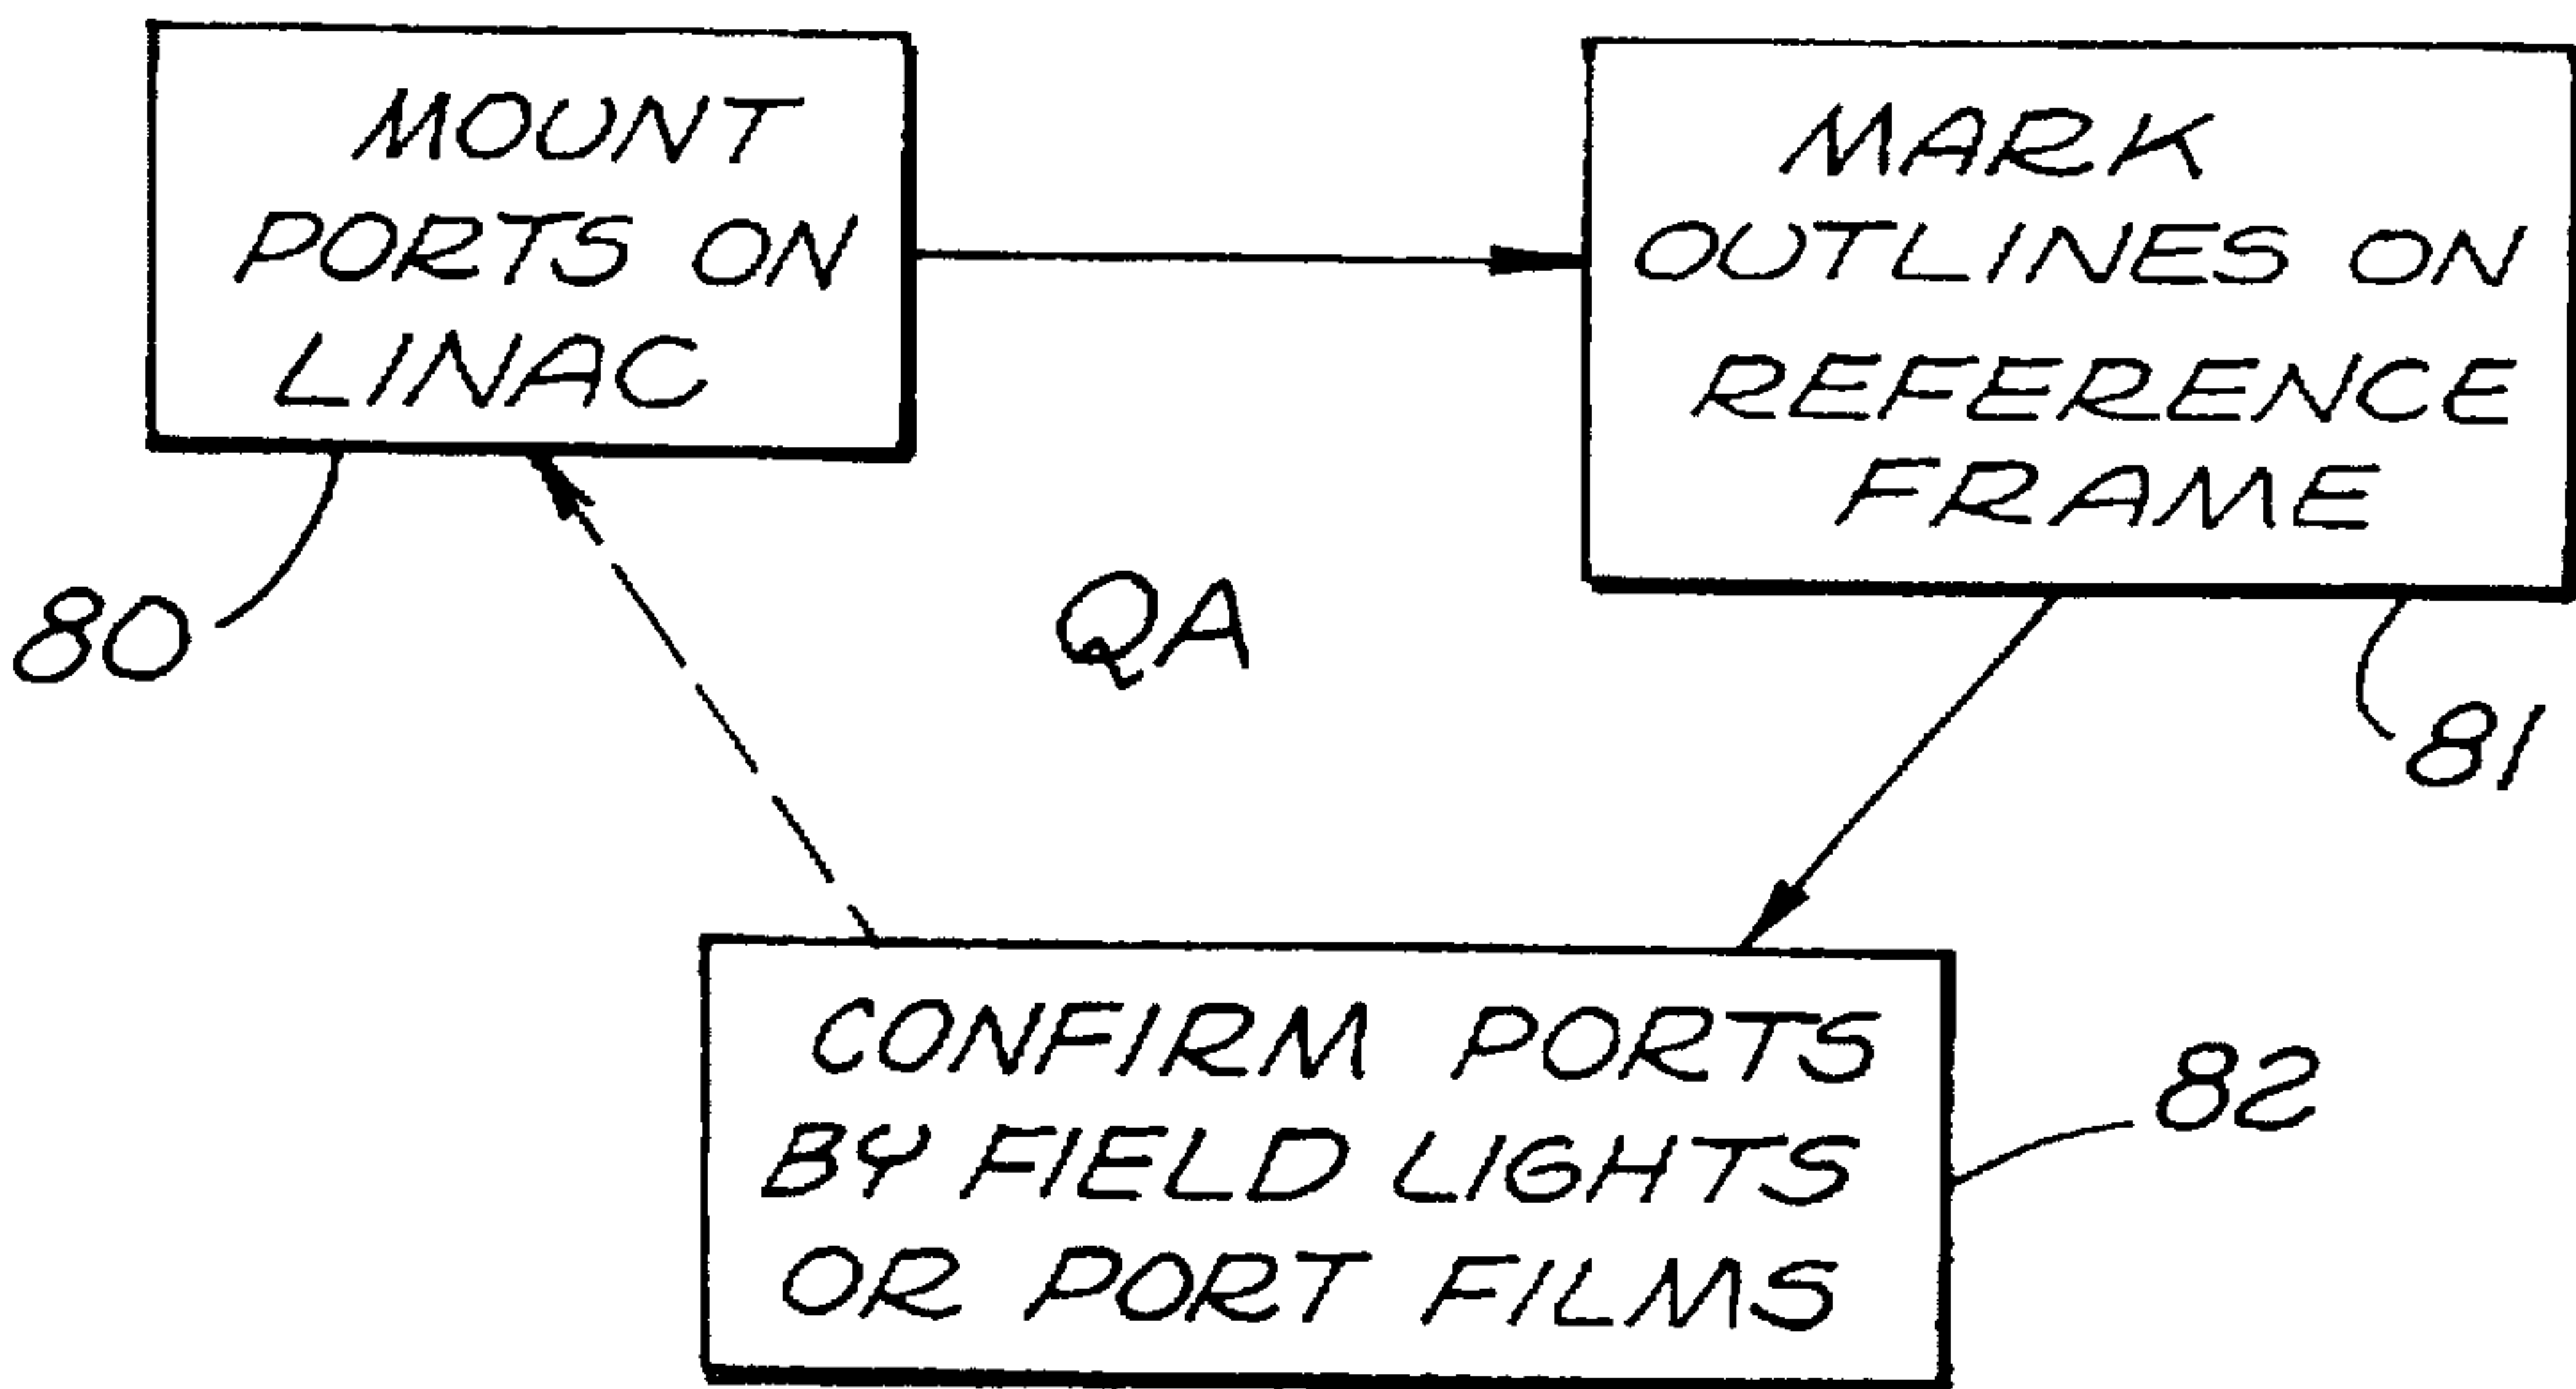 MOUNT
PORTS ON
LINAC
MARK
OUTLINES ON
REFERENCE
FRAME
80
QA
81
CONFIRM PORTS
BY FIELD LIGHTS
OR PORT FILMS
82